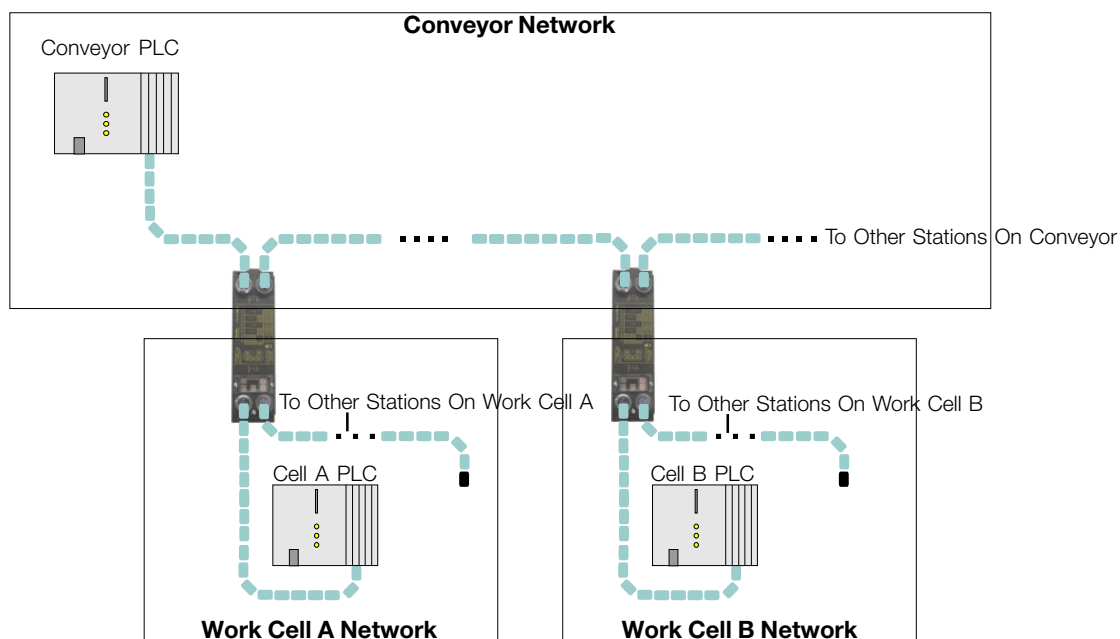 Conveyor Network
Conveyor PLC
To Other Stations On Conveyor
To Other Stations On Work Cell A
To Other Stations On Work Cell B
Cell A PLC
Cell B PLC
Work Cell A Network
Work Cell B Network